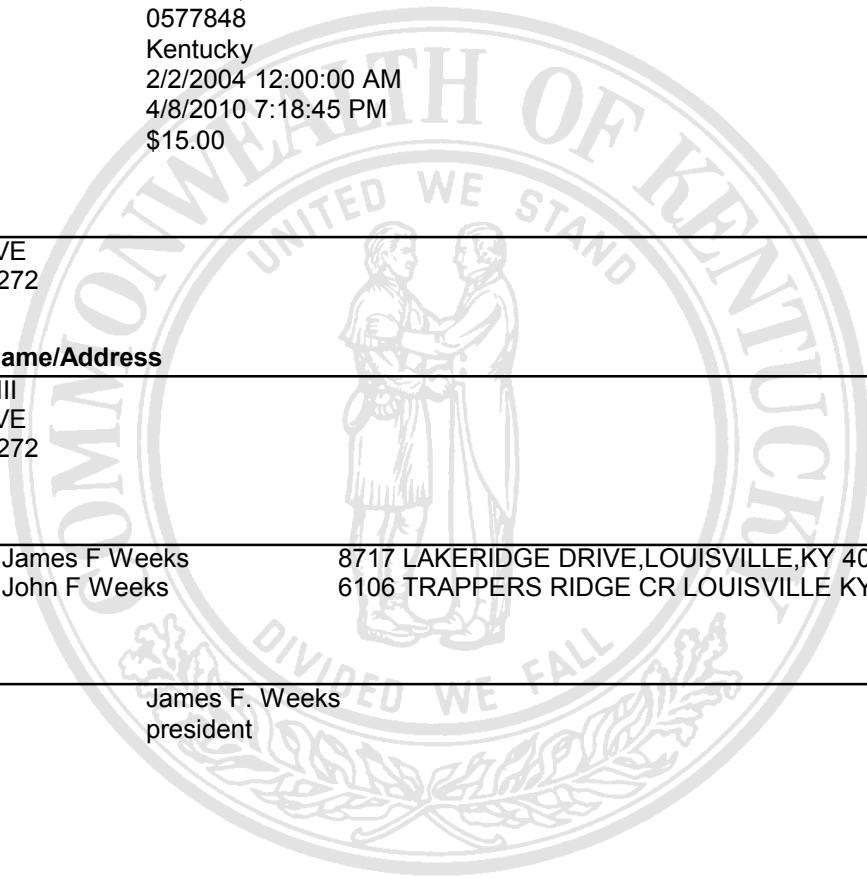 0577848
Kentucky
2/2/2004 12:00:00 AM
4/8/2010 7:18:45 PM
$15.00
COMMONWEALTH OF KENTUCKY
UNITED WE STAND
VE
272
ame/Address
III
VE
272
James F Weeks 8717 LAKERIDGE DRIVE,LOUISVILLE,KY 40
John F Weeks 6106 TRAPPERS RIDGE CR LOUISVILLE KY
DIVIDED WE FALL
James F. Weeks
president